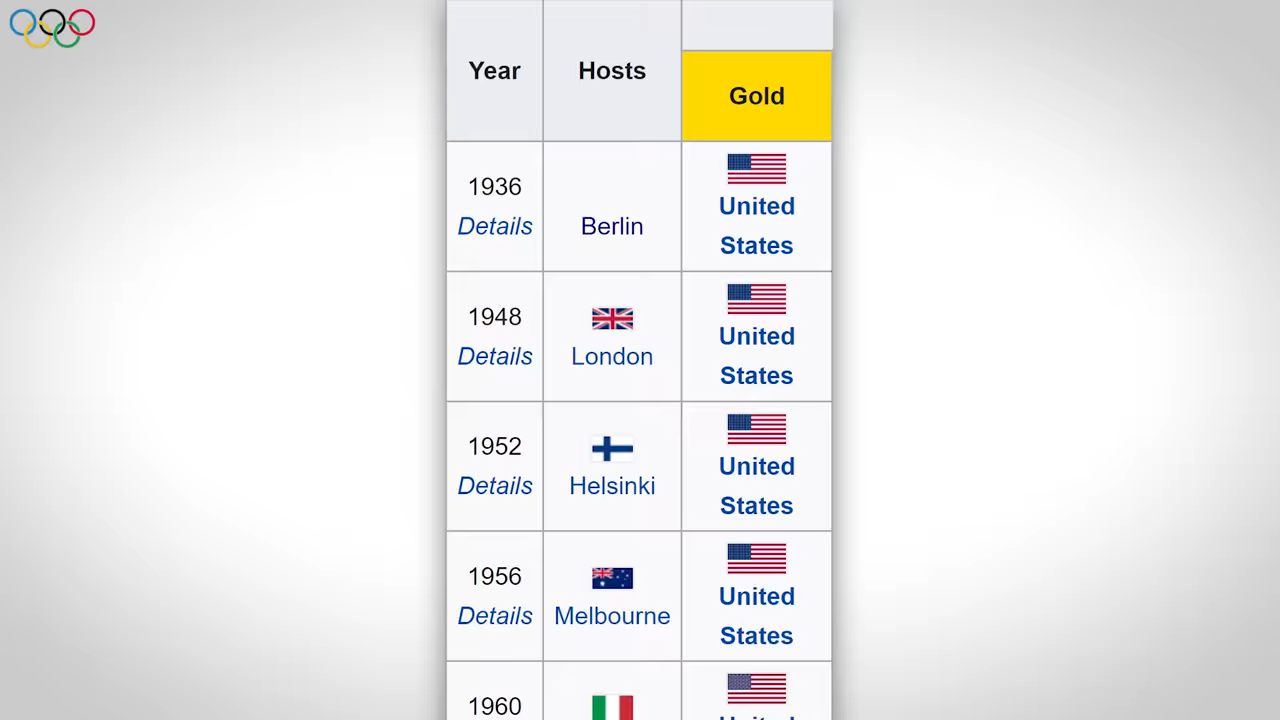 Year
Hosts
Gold
1936
Details
Berlin
United
States
1948
Details
London
United
States
1952
Details
Helsinki
United
States
1956
Details
Melbourne
United
States
1960